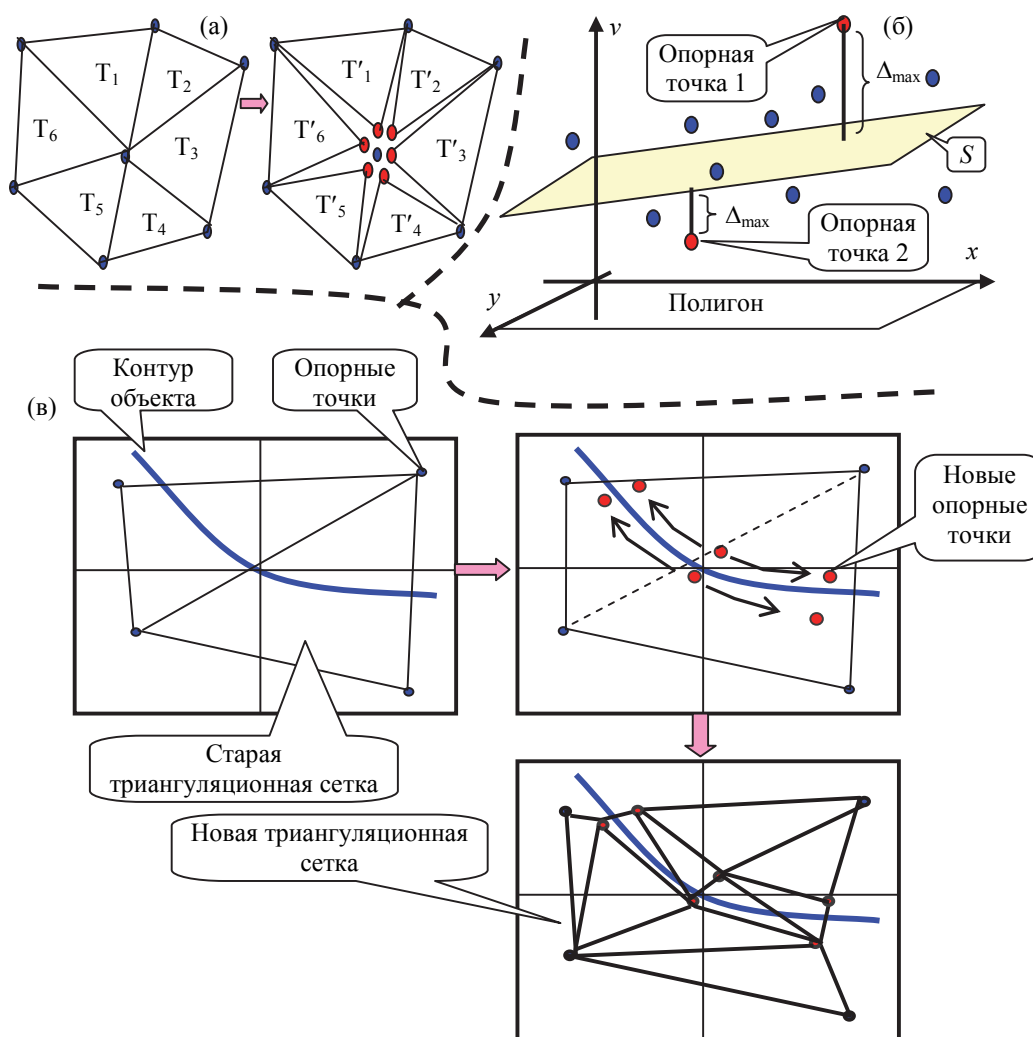 (а)
T₁
T₂
T₃
T₄
T₅
T₆
T′₁
T′₂
T′₃
T′₄
T′₅
T′₆
(б)
v
Опорная
точка 1
Δmax
S
Δmax
Опорная
точка 2
x
y
Полигон
(в)
Контур
объекта
Опорные
точки
Новые
опорные
точки
Старая
триангуляционная сетка
Новая триангуляционная
сетка